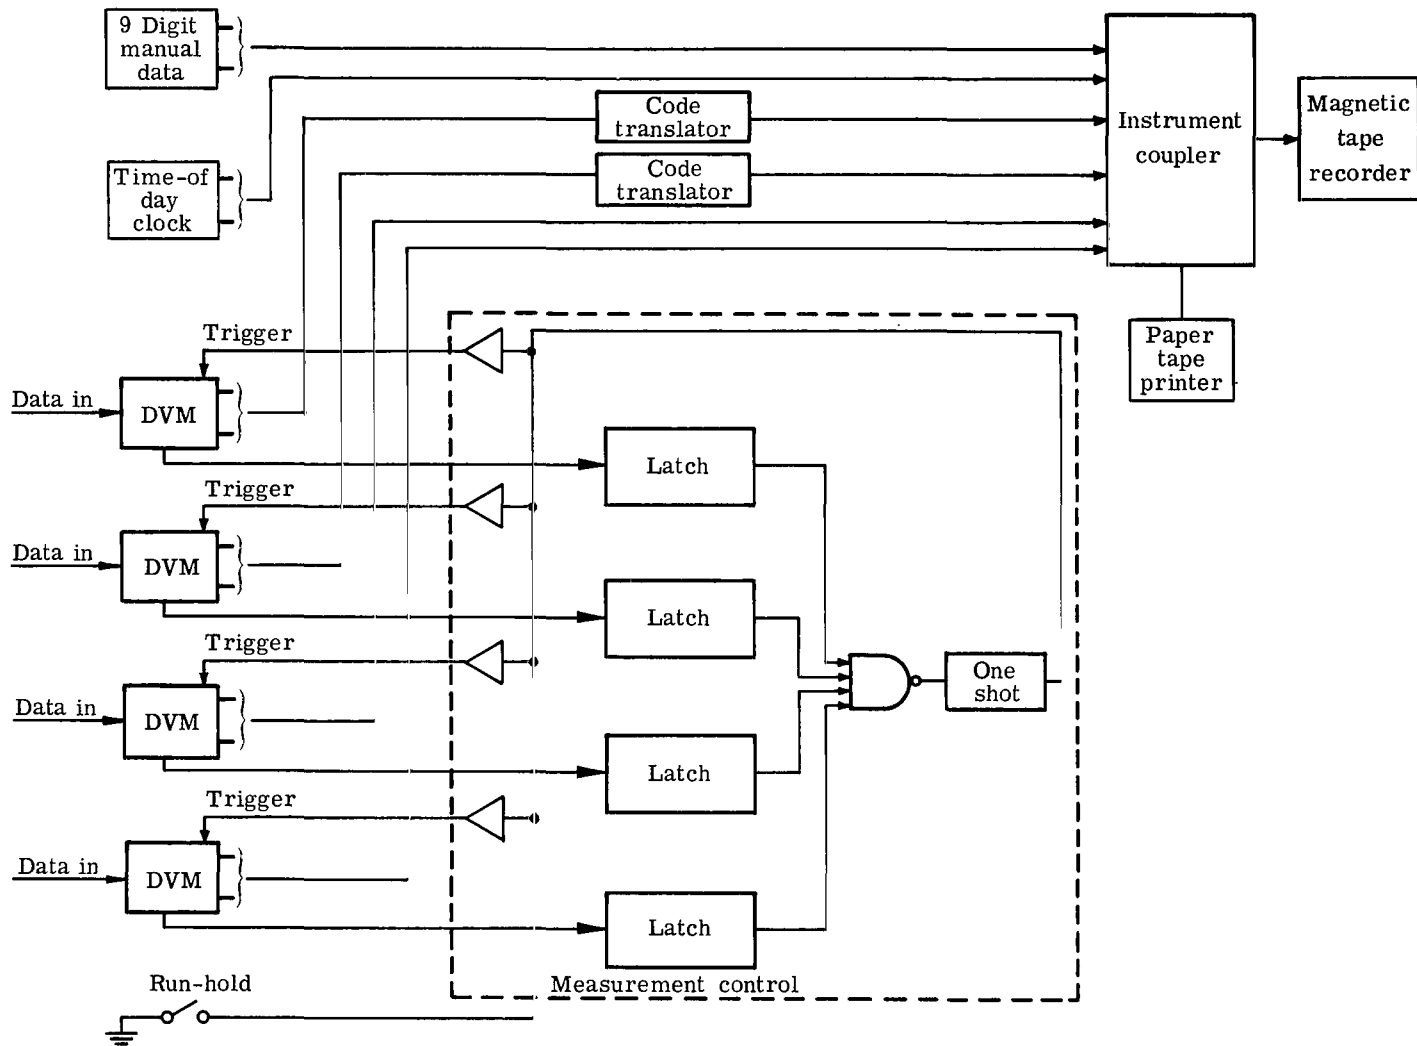 9 Digit
manual
data
Time-of
day
clock
Code
translator
Code
translator
Instrument
coupler
Magnetic
tape
recorder
Paper
tape
printer
Trigger
Data in
DVM
Latch
Trigger
Data in
DVM
Latch
Trigger
Data in
DVM
One
shot
Latch
Trigger
Data in
DVM
Latch
Run-hold
Measurement control